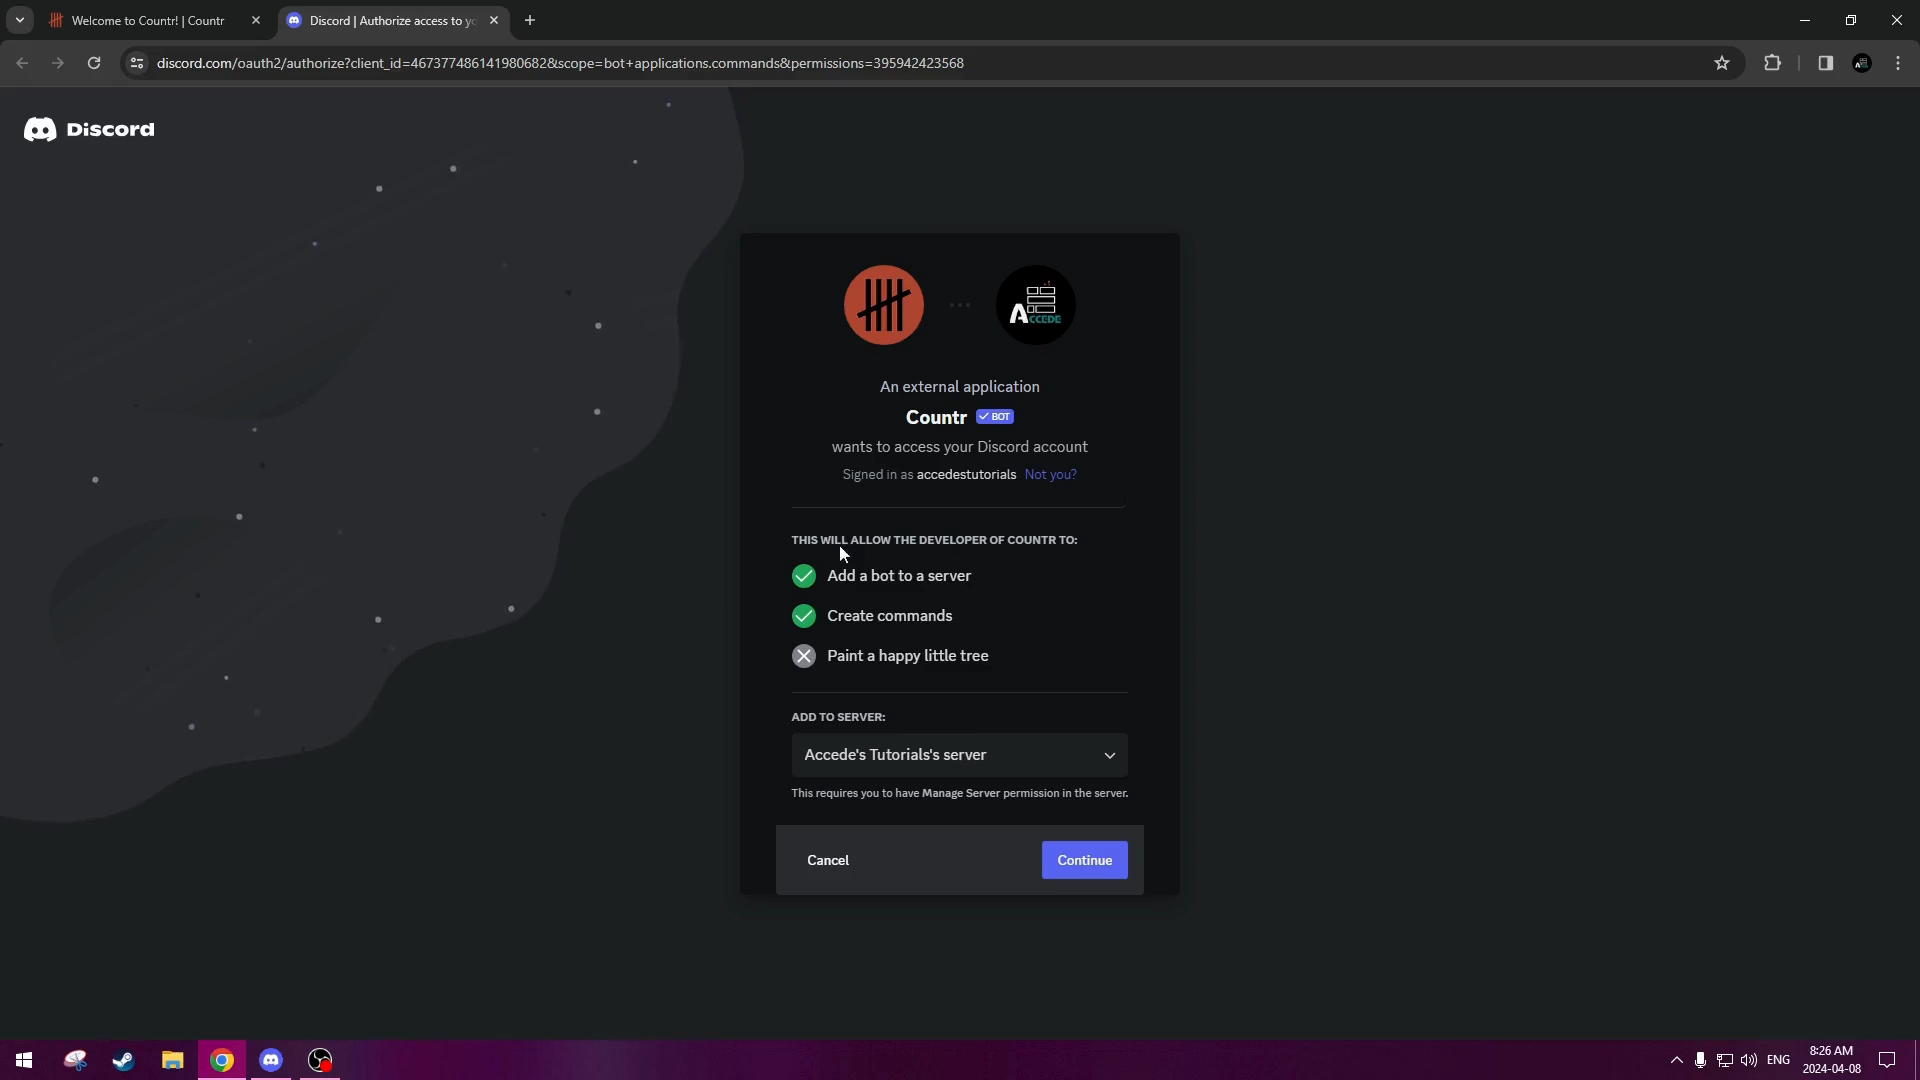 Welcome to Countr! | Countr
Discord | Authorize access to yo
discord.com/oauth2/authorize?client_id=467377486141980682&scope=bot+applications.commands&permissions=395942423568
Discord
ACCEDE
An external application
Countr BOT
wants to access your Discord account
Signed in as accedestutorials Not you?
THIS WILL ALLOW THE DEVELOPER OF COUNTR TO:
Add a bot to a server
Create commands
Paint a happy little tree
ADD TO SERVER:
Accede's Tutorials's server
This requires you to have Manage Server permission in the server.
Cancel
Continue
ENG
8:26 AM
2024-04-08